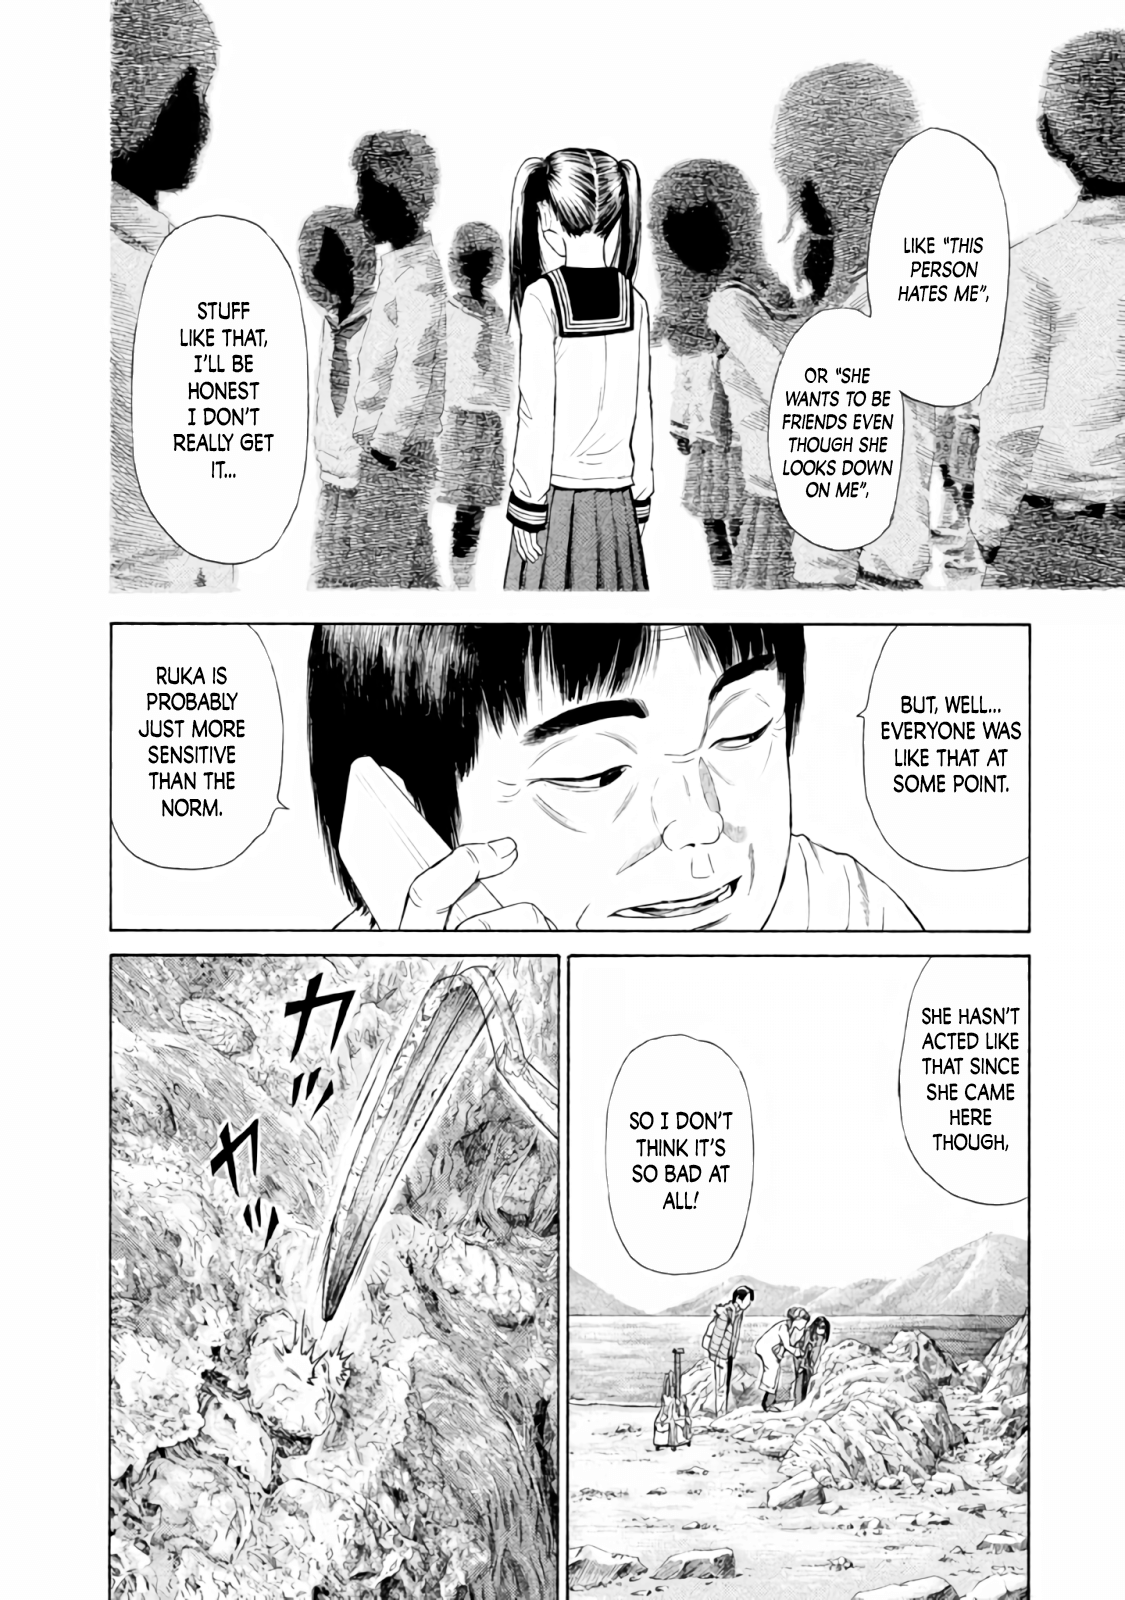 LIKE "THIS
PERSON
HATES ME",
OR "SHE
WANTS TO BE
FRIENDS EVEN
THOUGH SHE
LOOKS DOWN
ON ME",
STUFF
LIKE THAT,
I'LL BE
HONEST
I DON'T
REALLY GET
IT...
BUT, WELL...
EVERYONE WAS
LIKE THAT AT
SOME POINT.
RUKA IS
PROBABLY
JUST MORE
SENSITIVE
THAN THE
NORM.
SHE HASN'T
ACTED LIKE
THAT SINCE
SHE CAME
HERE
THOUGH,
SO I DON'T
THINK IT'S
SO BAD AT
ALL!
カッ
カッ